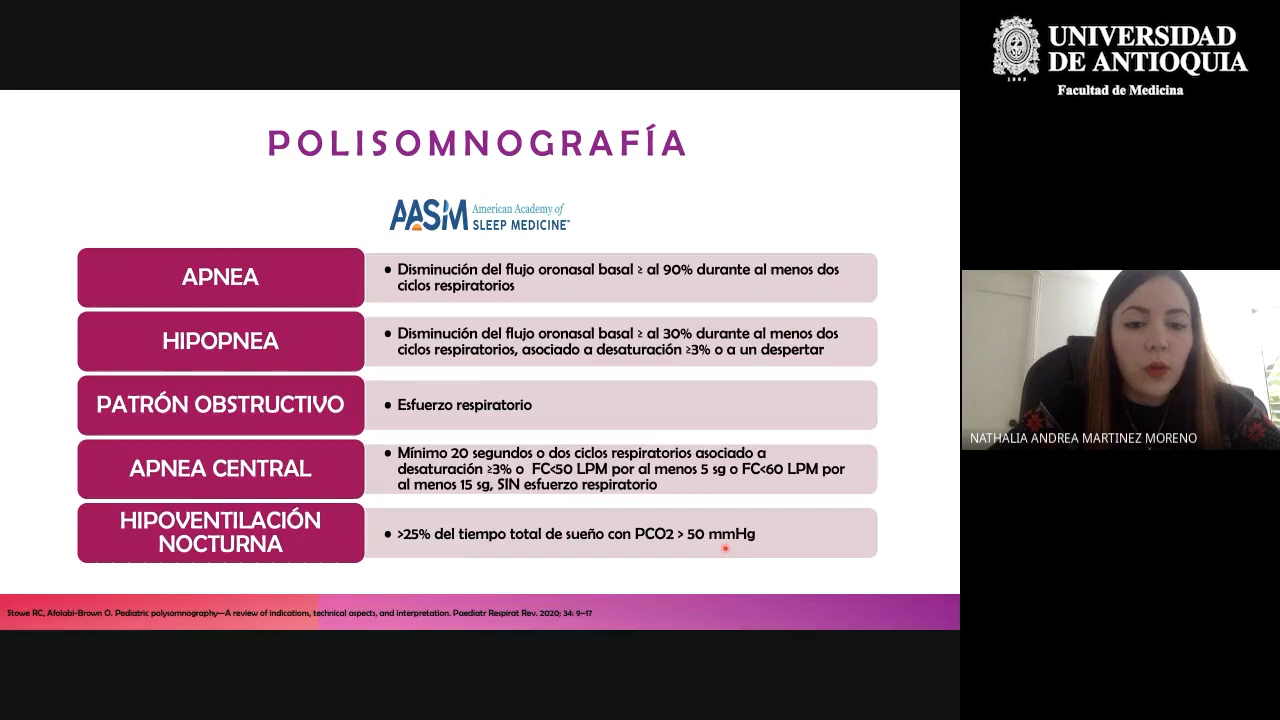 UNIVERSIDAD
DE ANTIOQUIA
1803
Facultad de Medicina
POLISOMNOGRAFÍA
AASM American Academy of
SLEEP MEDICINE™
APNEA
• Disminución del flujo oronasal basal ≥ al 90% durante al menos dos
ciclos respiratorios
HIPOPNEA
• Disminución del flujo oronasal basal ≥ al 30% durante al menos dos
ciclos respiratorios, asociado a desaturación ≥3% o a un despertar
PATRÓN OBSTRUCTIVO
• Esfuerzo respiratorio
APNEA CENTRAL
• Mínimo 20 segundos o dos ciclos respiratorios asociado a
desaturación ≥3% o FC<50 LPM por al menos 5 sg o FC<60 LPM por
al menos 15 sg, SIN esfuerzo respiratorio
HIPOVENTILACIÓN
NOCTURNA
• >25% del tiempo total de sueño con PCO2 > 50 mmHg
NATHALIA ANDREA MARTINEZ MORENO
Stowe RC, Afolabi-Brown O. Pediatric polysomnography—A review of indications, technical aspects, and interpretation. Paediatr Respirat Rev. 2020; 34: 9–17